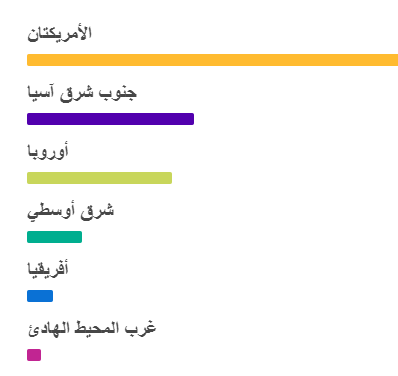 الأمريكتان
جنوب شرق آسيا
أوروبا
شرق أوسطي
أفريقيا
غرب المحيط الهادئ